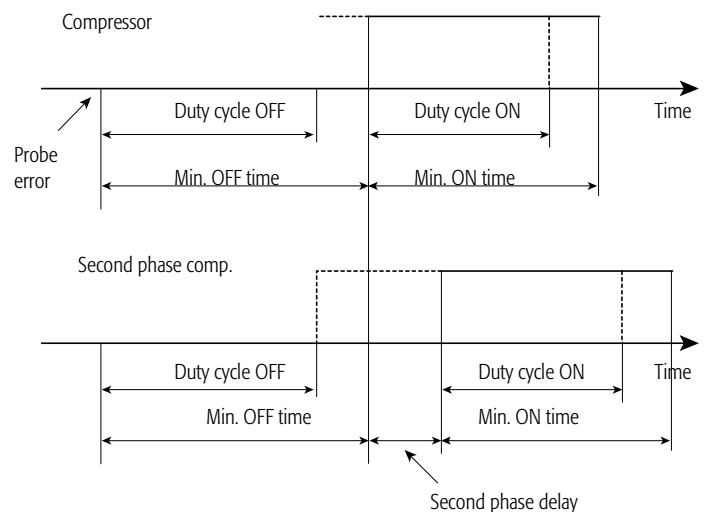 Compressor
Duty cycle OFF
Duty cycle ON
Time
Probe
error
Min. OFF time
Min. ON time
Second phase comp.
Duty cycle OFF
Duty cycle ON
Time
Min. OFF time
Min. ON time
Second phase delay